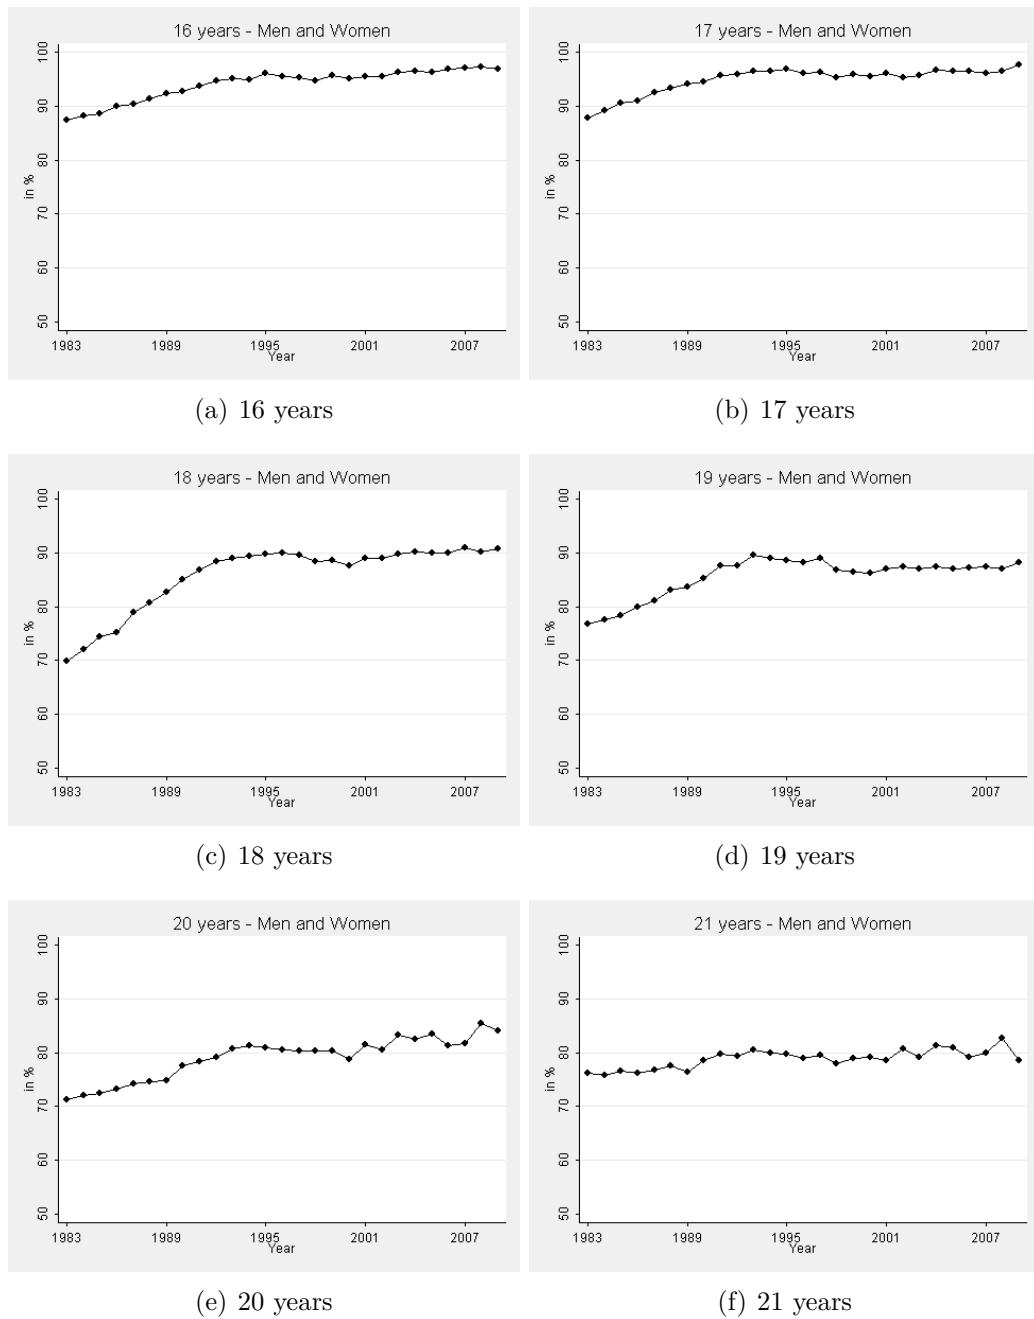 16 years - Men and Women
in %
100
90
80
70
60
50
1983 1989 1995 2001 2007
Year
(a) 16 years
17 years - Men and Women
in %
100
90
80
70
60
50
1983 1989 1995 2001 2007
Year
(b) 17 years
18 years - Men and Women
in %
100
90
80
70
60
50
1983 1989 1995 2001 2007
Year
(c) 18 years
19 years - Men and Women
in %
100
90
80
70
60
50
1983 1989 1995 2001 2007
Year
(d) 19 years
20 years - Men and Women
in %
100
90
80
70
60
50
1983 1989 1995 2001 2007
Year
(e) 20 years
21 years - Men and Women
in %
100
90
80
70
60
50
1983 1989 1995 2001 2007
Year
(f) 21 years